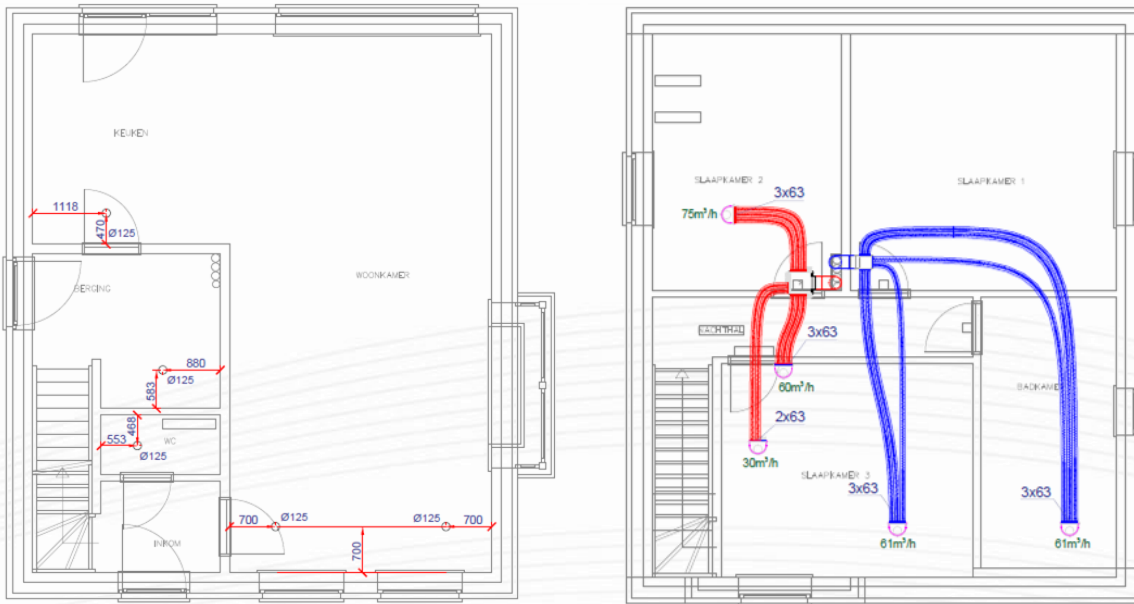 KEUKEN
1118
470
Ø125
BERGING
WOONKAMER
880
583
Ø125
468
553
WC
Ø125
700
Ø125
Ø125
700
700
INKOM
SLAAPKAMER 2
3x63
SLAAPKAMER 1
75m³/h
NACHTHAL
3x63
60m³/h
BADKAMER
2x63
30m³/h
SLAAPKAMER 3
3x63
3x63
61m³/h
61m³/h